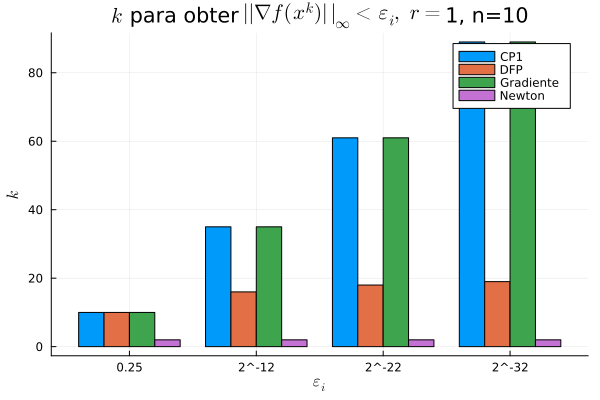 k para obter ||∇f(x^k)||_∞ < ε_i, r = 1, n=10
CP1
DFP
Gradiente
Newton
80
60
40
20
0
k
0.25 2^-12 2^-22 2^-32
ε_i